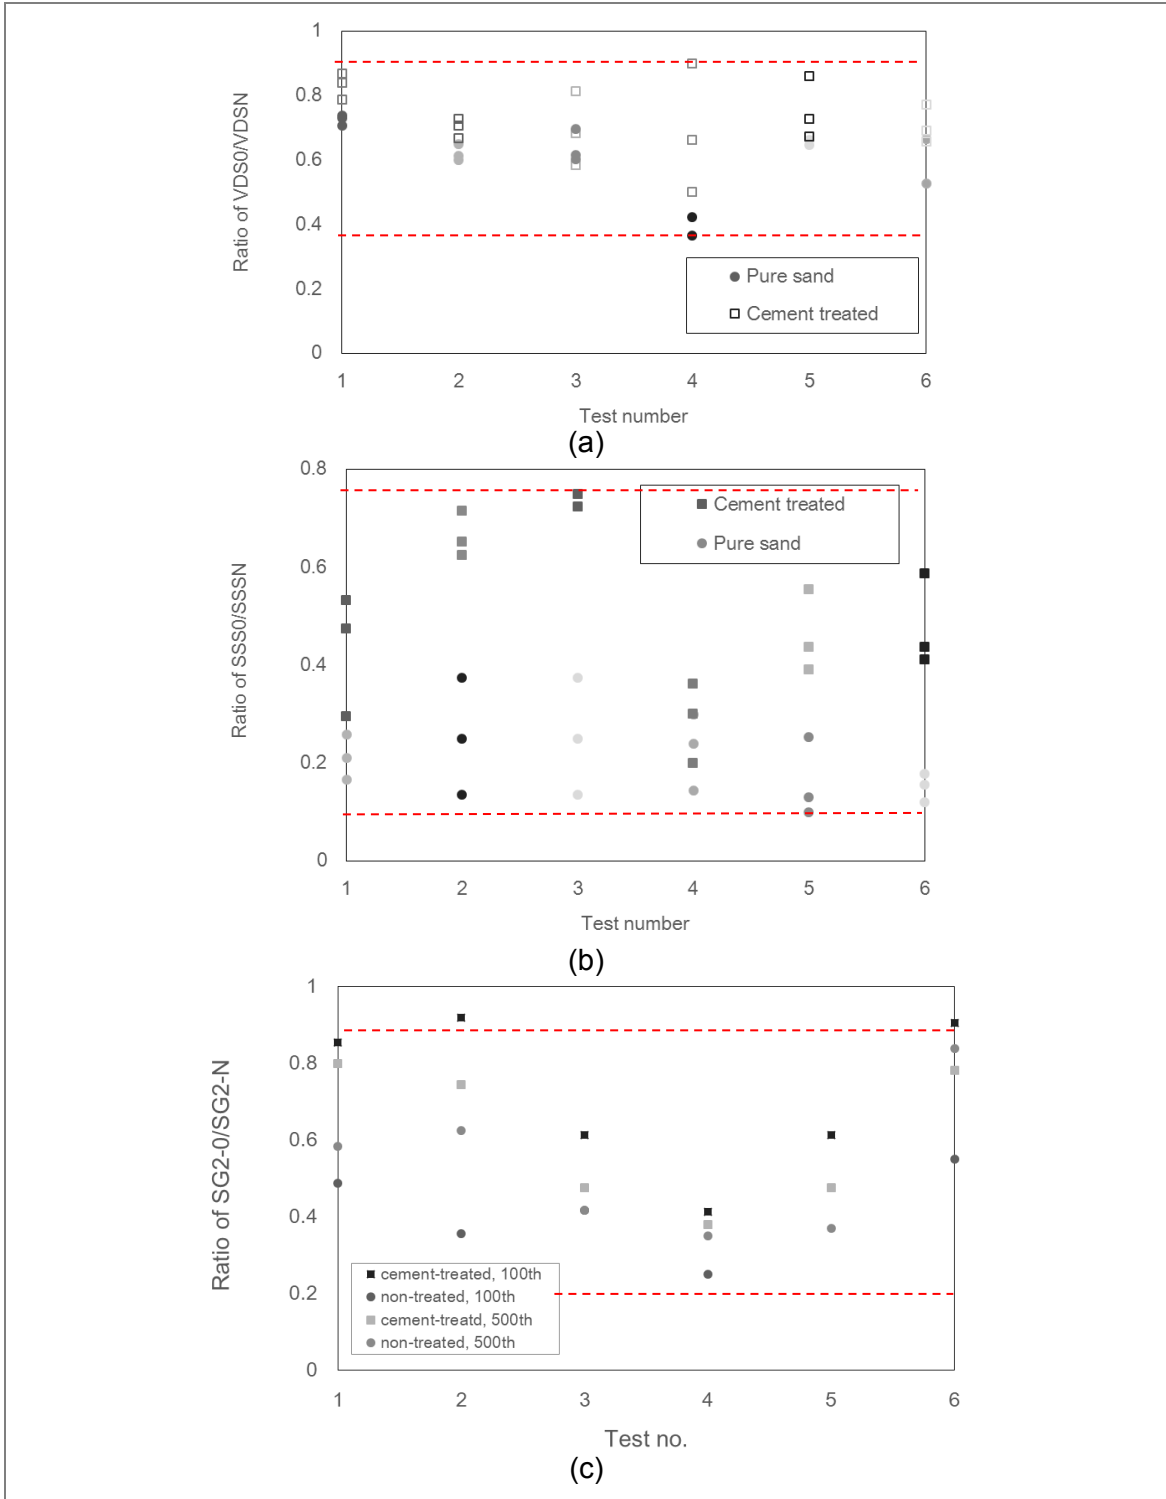 1
0.8
0.6
0.4
0.2
0
Ratio of VDS0/VDSN
Pure sand
Cement treated
1 2 3 4 5 6
Test number
(a)
0.8
0.6
0.4
0.2
0
Ratio of SSS0/SSSN
Cement treated
Pure sand
1 2 3 4 5 6
Test number
(b)
1
0.8
0.6
0.4
0.2
0
Ratio of SG2-0/SG2-N
cement-treated, 100th
non-treated, 100th
cement-treatd, 500th
non-treated, 500th
1 2 3 4 5 6
Test no.
(c)